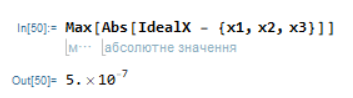 In[50]:= Max[Abs[IdealX - {x1, x2, x3}]]
м⋯ абсолютне значення
Out[50]= 5. × 10^-7